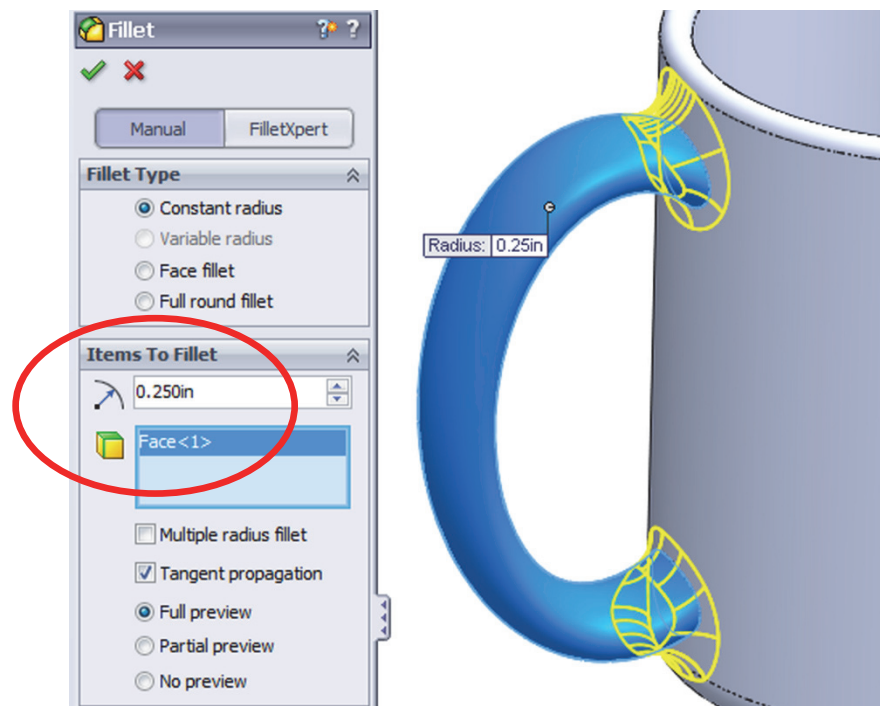 Fillet ? ?
Manual FilletXpert
Fillet Type
Constant radius
Variable radius
Face fillet
Full round fillet
Items To Fillet
0.250in
Face<1>
Multiple radius fillet
Tangent propagation
Full preview
Partial preview
No preview
Radius: 0.25in